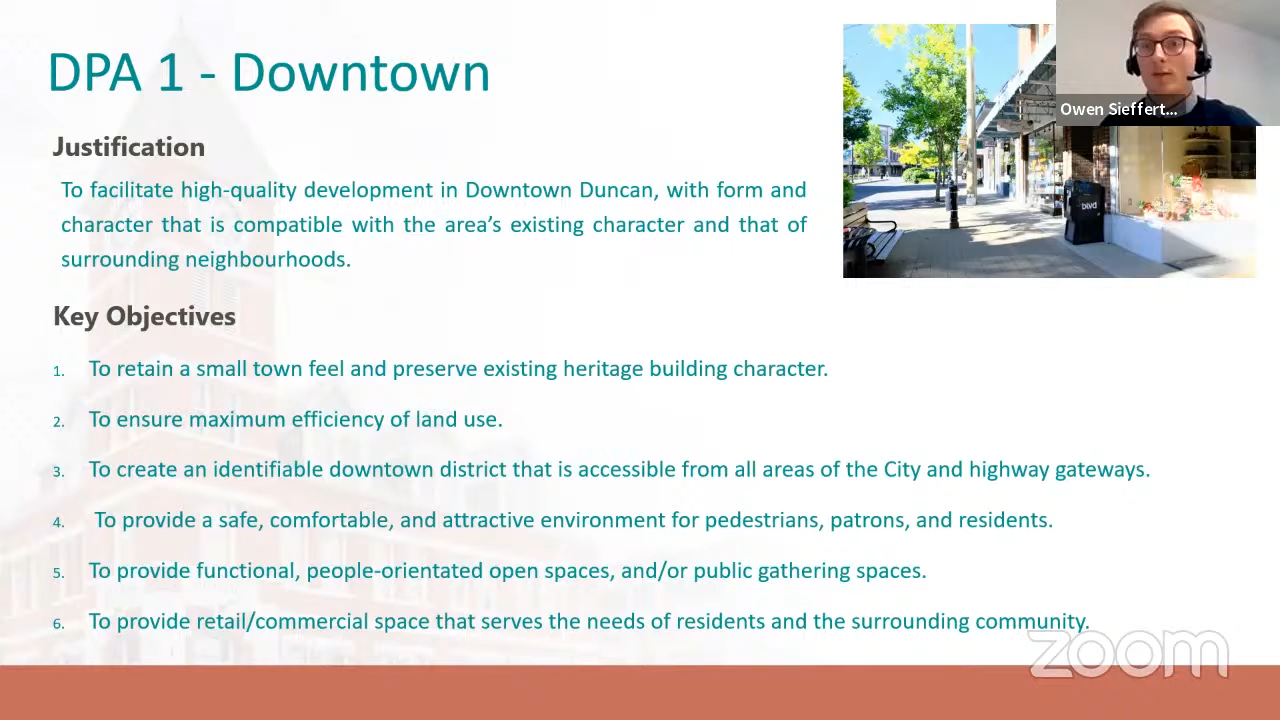 DPA 1 - Downtown
Owen Sieffert...
blvd
Justification
To facilitate high-quality development in Downtown Duncan, with form and
character that is compatible with the area’s existing character and that of
surrounding neighbourhoods.
Key Objectives
1. To retain a small town feel and preserve existing heritage building character.
2. To ensure maximum efficiency of land use.
3. To create an identifiable downtown district that is accessible from all areas of the City and highway gateways.
4. To provide a safe, comfortable, and attractive environment for pedestrians, patrons, and residents.
5. To provide functional, people-orientated open spaces, and/or public gathering spaces.
6. To provide retail/commercial space that serves the needs of residents and the surrounding community.
zoom